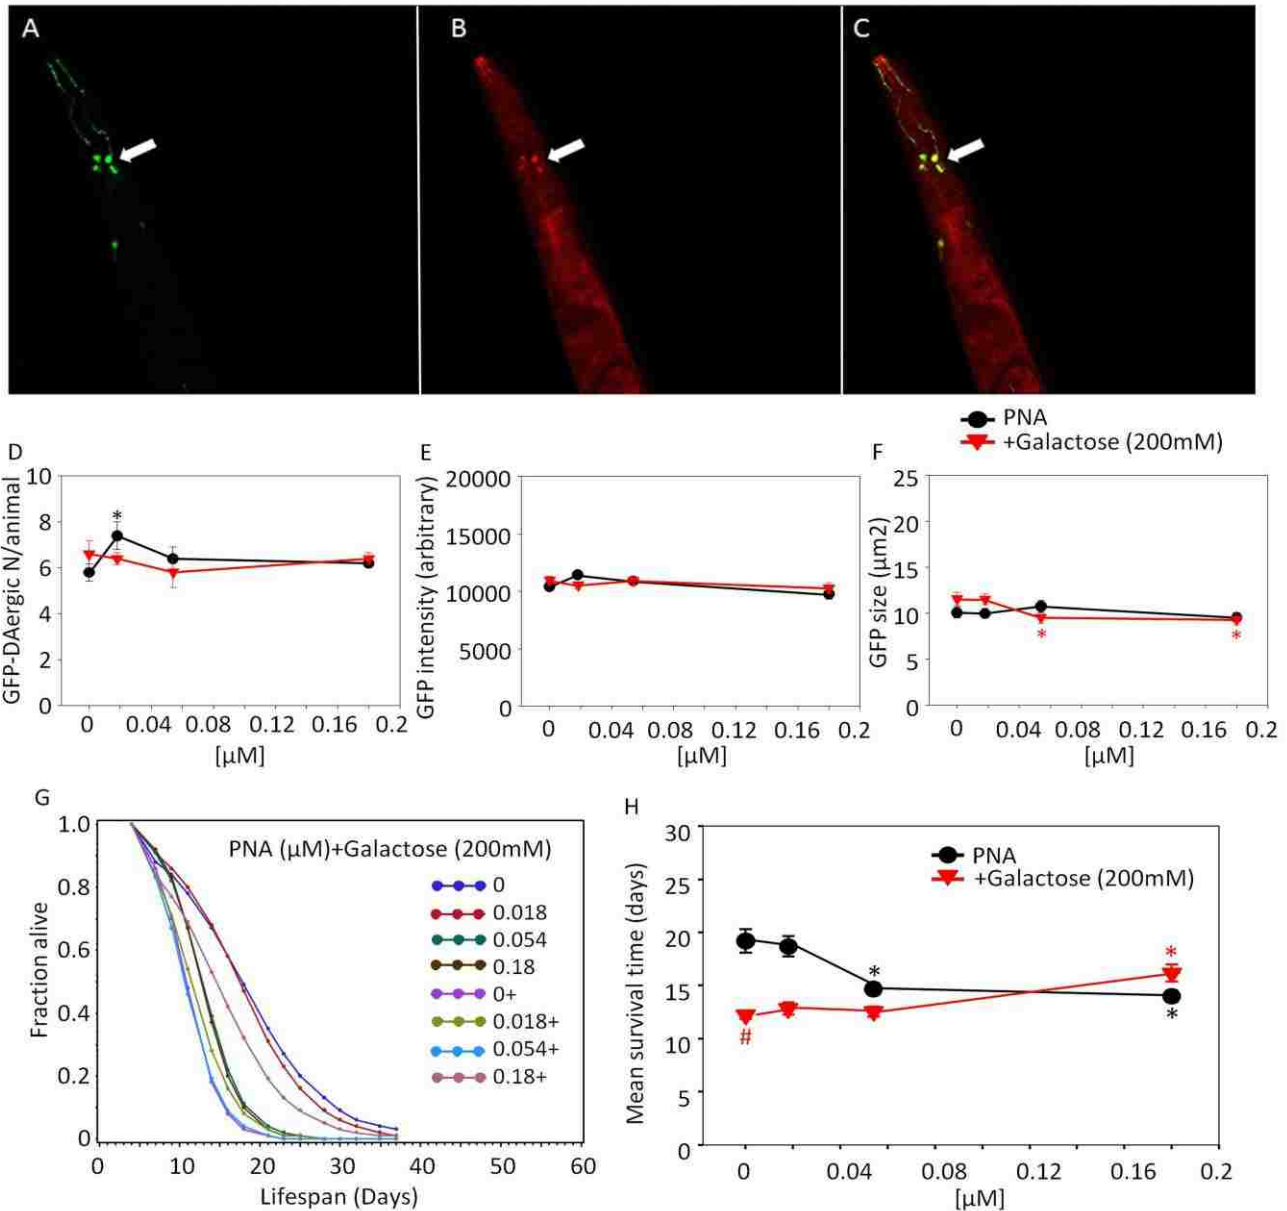 A
B
C
PNA
+Galactose (200mM)
D
GFP-DAergic N/animal
10
8
6
4
2
0
*
0 0.04 0.08 0.12 0.16 0.2
[µM]
E
GFP intensity (arbitrary)
20000
15000
10000
5000
0
0 0.04 0.08 0.12 0.16 0.2
[µM]
F
GFP size (µm2)
25
20
15
10
5
0
* *
0 0.04 0.08 0.12 0.16 0.2
[µM]
G
Fraction alive
1.0
0.8
0.6
0.4
0.2
0
PNA (µM)+Galactose (200mM)
0
0.018
0.054
0.18
0+
0.018+
0.054+
0.18+
0 10 20 30 40 50 60
Lifespan (Days)
H
Mean survival time (days)
30
25
20
15
10
5
0
PNA
+Galactose (200mM)
*
*
*
#
0 0.04 0.08 0.12 0.16 0.2
[µM]